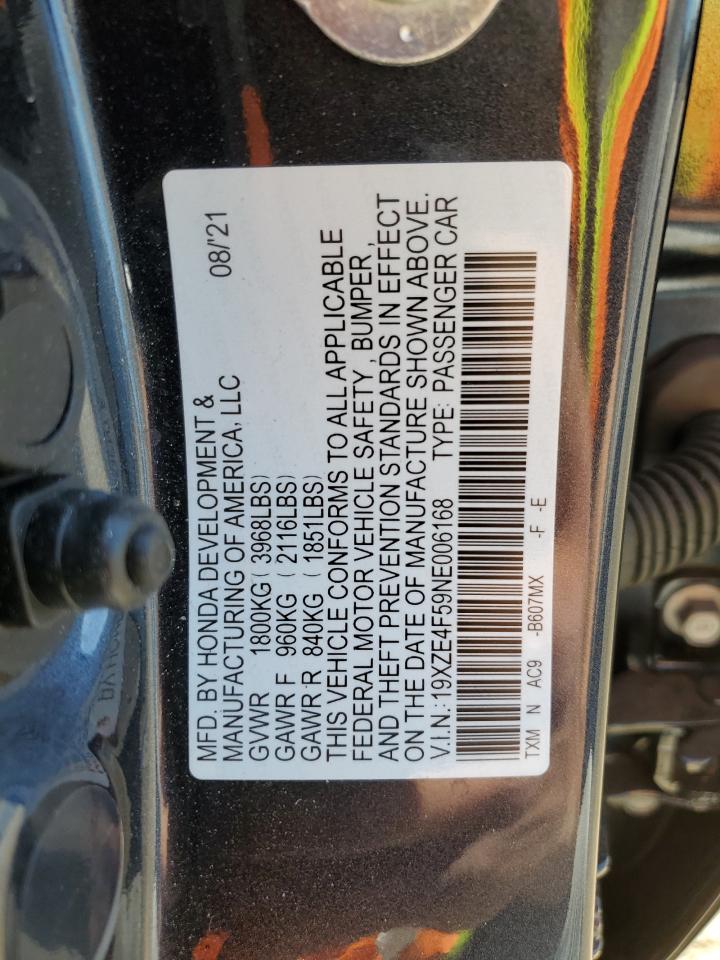 MFD. BY HONDA DEVELOPMENT & 08/'21
MANUFACTURING OF AMERICA, LLC
GVWR 1800KG ( 3968LBS)
GAWR F 960KG ( 2116LBS)
GAWR R 840KG ( 1851LBS)
THIS VEHICLE CONFORMS TO ALL APPLICABLE
FEDERAL MOTOR VEHICLE SAFETY , BUMPER ,
AND THEFT PREVENTION STANDARDS IN EFFECT
ON THE DATE OF MANUFACTURE SHOWN ABOVE.
V.I.N.:19XZE4F59NE006168 TYPE: PASSENGER CAR
TXM N AC9 -B607MX -F -E